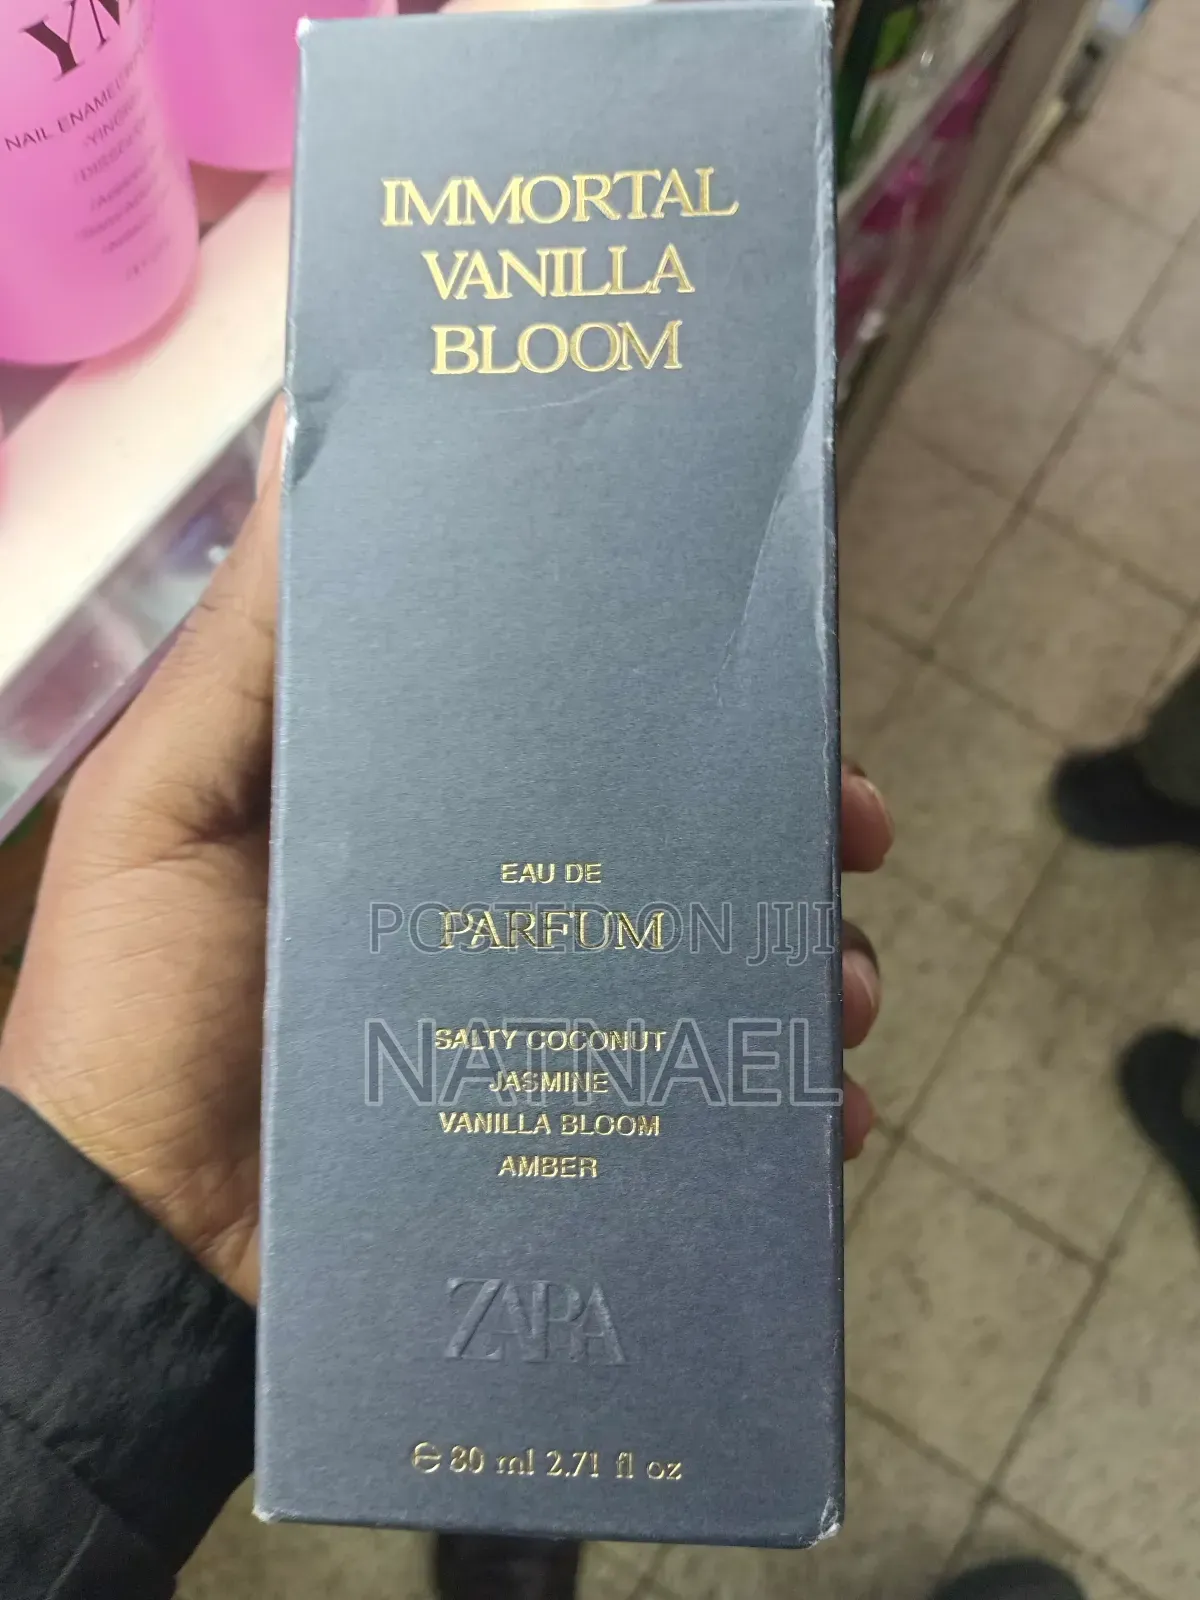 YM
NAIL ENAMEL
IMMORTAL
VANILLA
BLOOM
EAU DE
PARFUM
POSTED ON JIJI
NATNAEL
SALTY COCONUT
JASMINE
VANILLA BLOOM
AMBER
ZARA
℮ 80 ml 2.71 fl oz